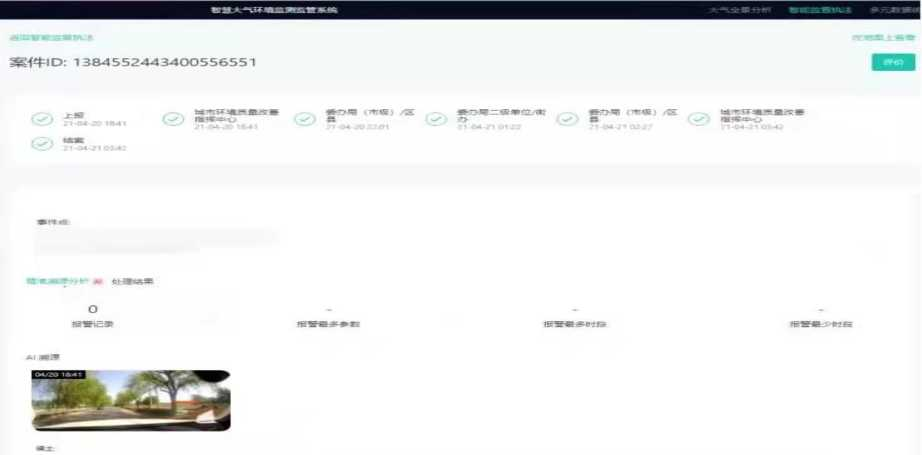 智慧大气环境监测监管系统 大气全景分析 智能监管执法 多元数据
返回智能监管执法 在地图上查看
案件ID: 1384552443400556551 评价
上报
21-04-20 18:41
城市环境质量改善指挥中心
21-04-20 18:41
委办局（市级）/区县
21-04-20 22:01
委办局二级单位/街办
21-04-21 01:22
委办局（市级）/区县
21-04-21 02:27
城市环境质量改善指挥中心
21-04-21 03:42
结案
21-04-21 03:42
事件点:
精准溯源分析 处理结果
0 - - -
报警记录 报警最多参数 报警最多时段 报警最少时段
AI 溯源
04/20 18:41
裸土